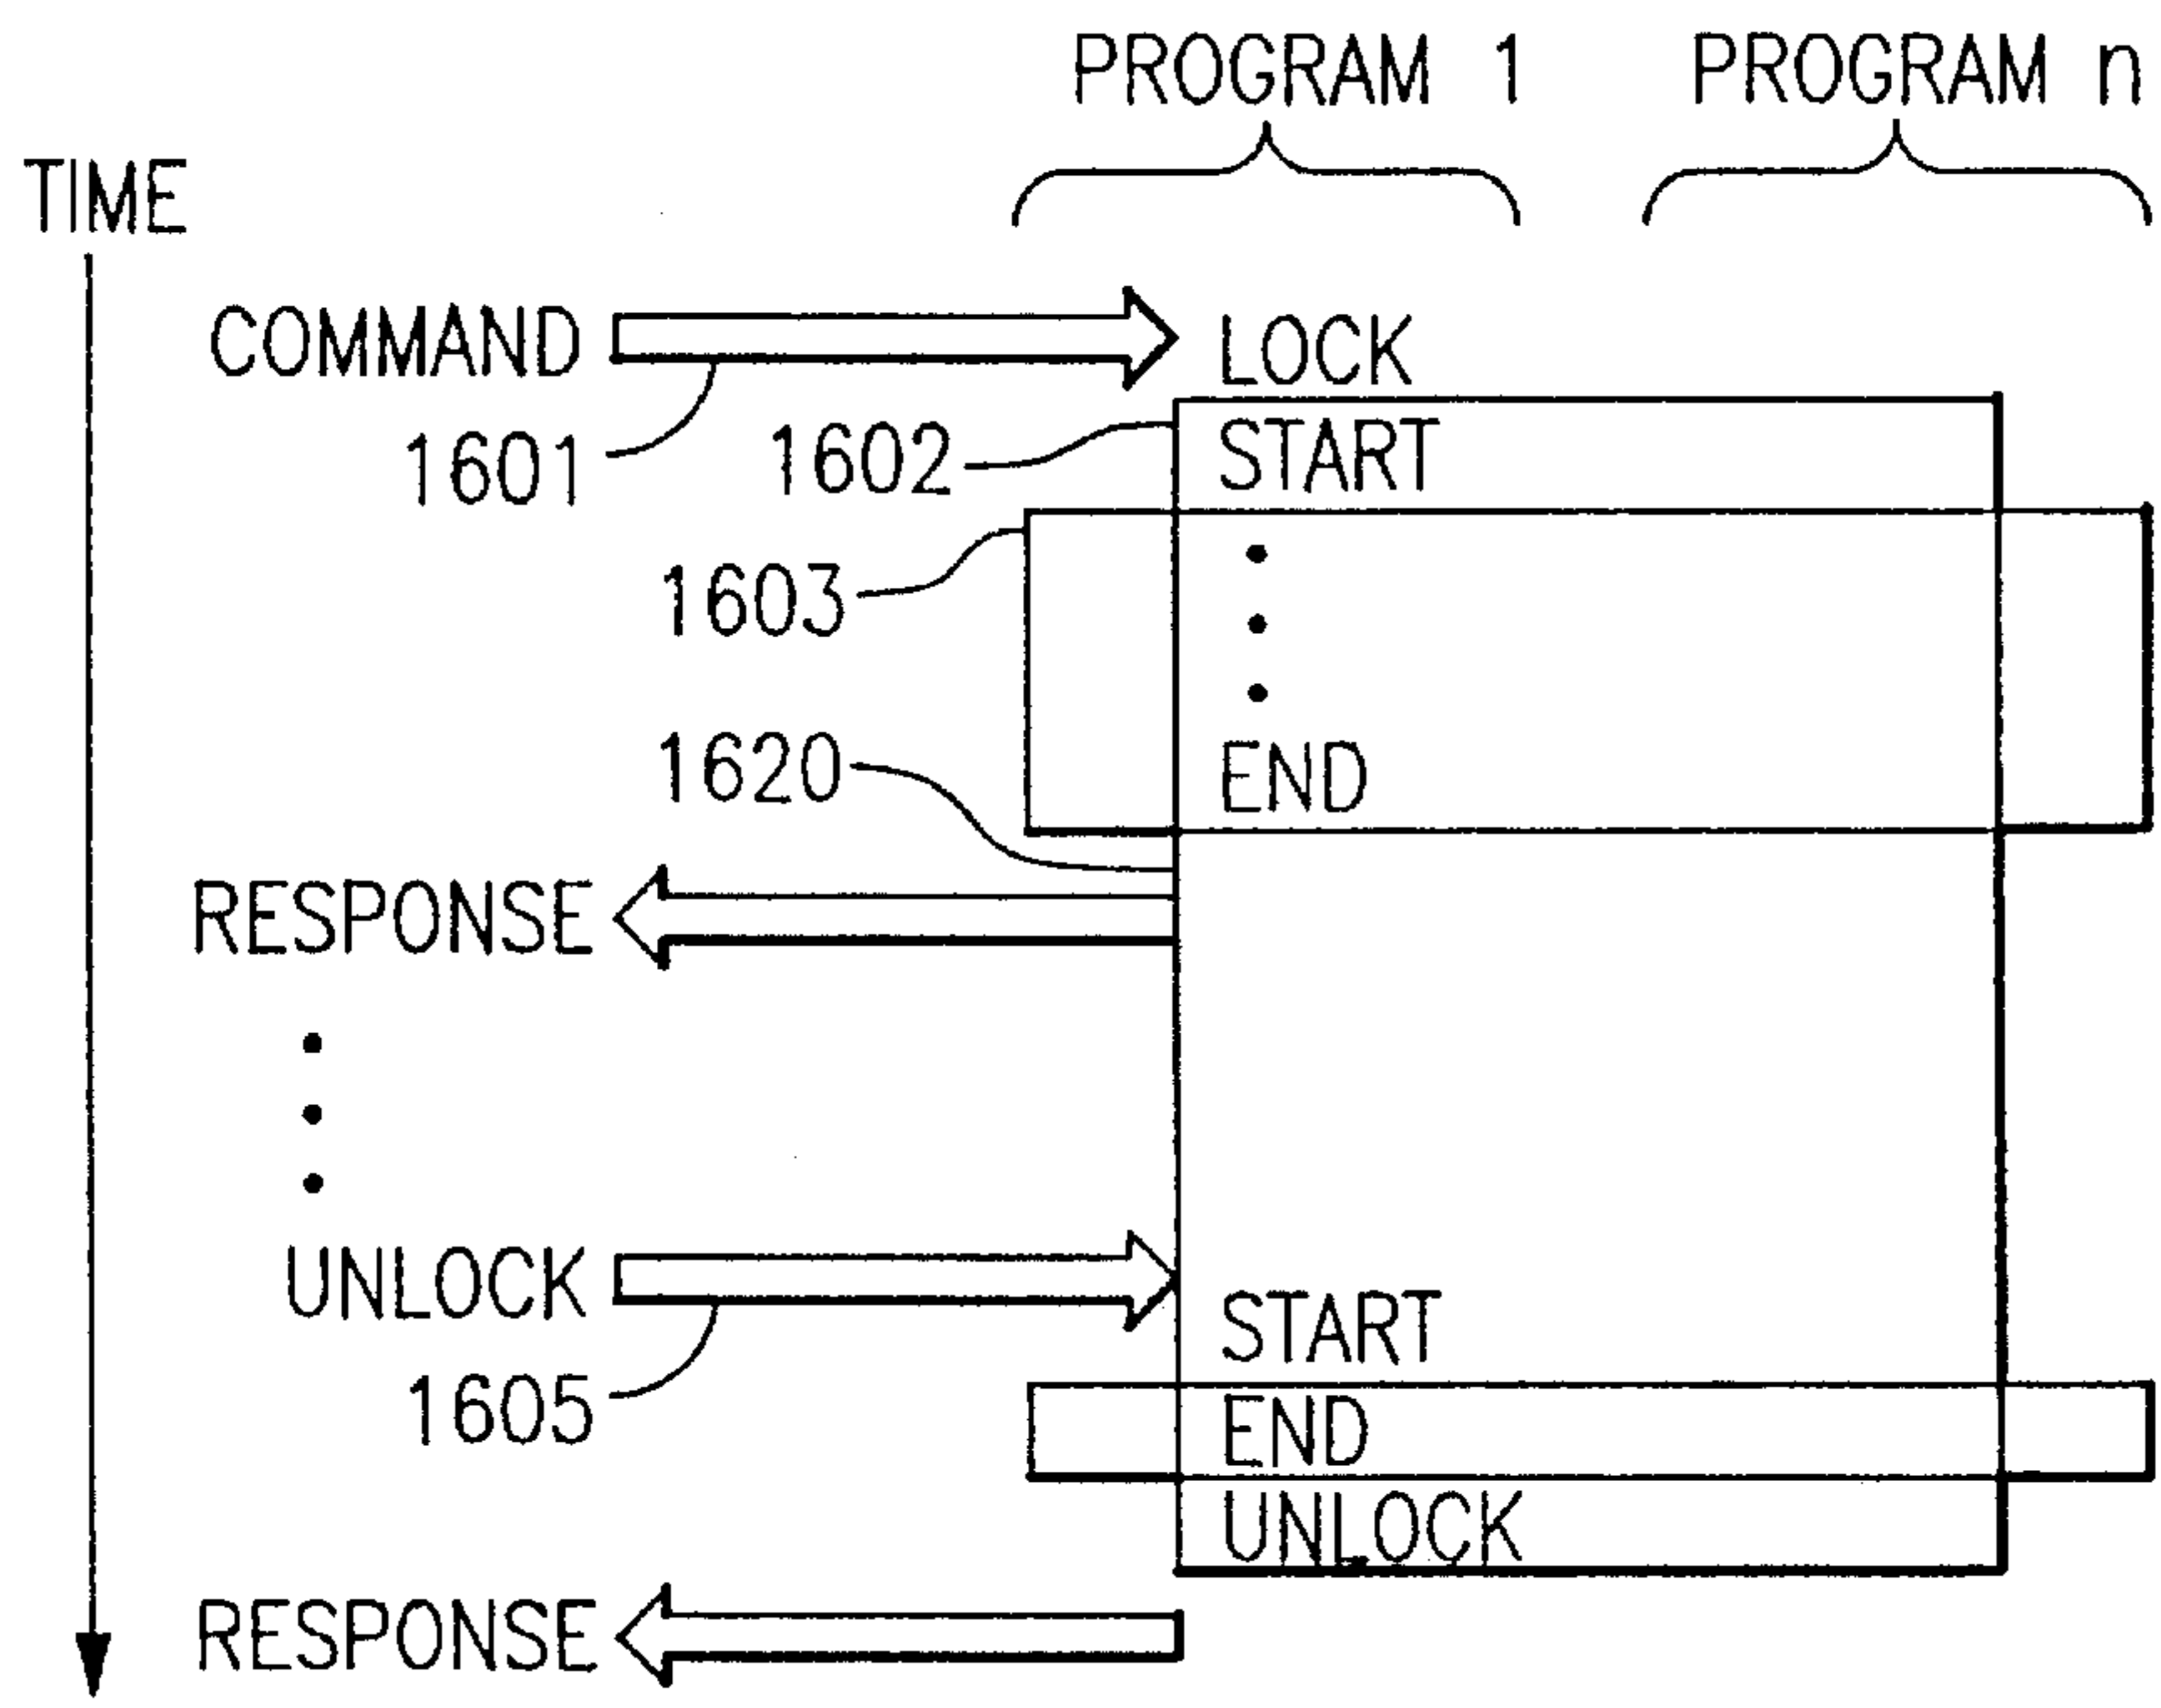 PROGRAM 1 PROGRAM n
TIME
COMMAND LOCK
1601 1602 START
1603
1620 END
RESPONSE
UNLOCK START
1605 END
UNLOCK
RESPONSE